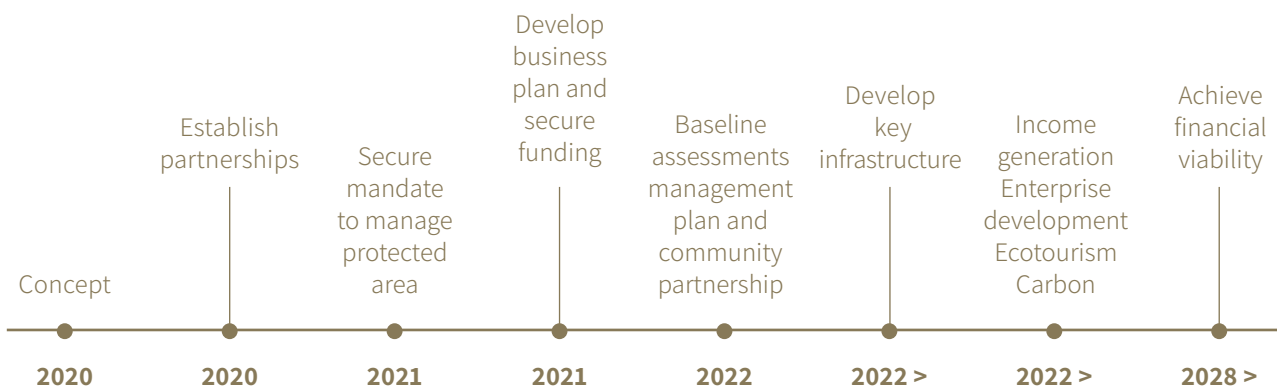 Concept
2020
Establish
partnerships
2020
Secure
mandate
to manage
protected
area
2021
Develop
business
plan and
secure
funding
2021
Baseline
assessments
management
plan and
community
partnership
2022
Develop
key
infrastructure
2022 >
Income
generation
Enterprise
development
Ecotourism
Carbon
2022 >
Achieve
financial
viability
2028 >